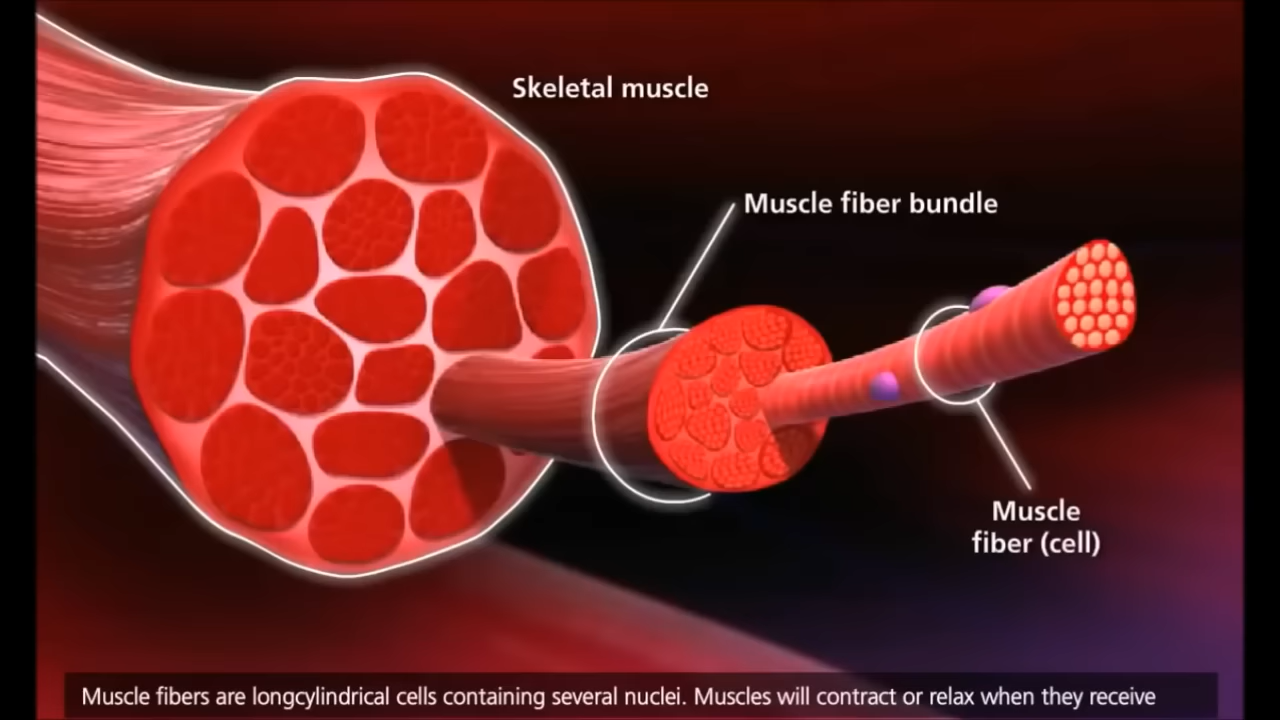 Skeletal muscle
Muscle fiber bundle
Muscle
fiber (cell)
Muscle fibers are longcylindrical cells containing several nuclei. Muscles will contract or relax when they receive